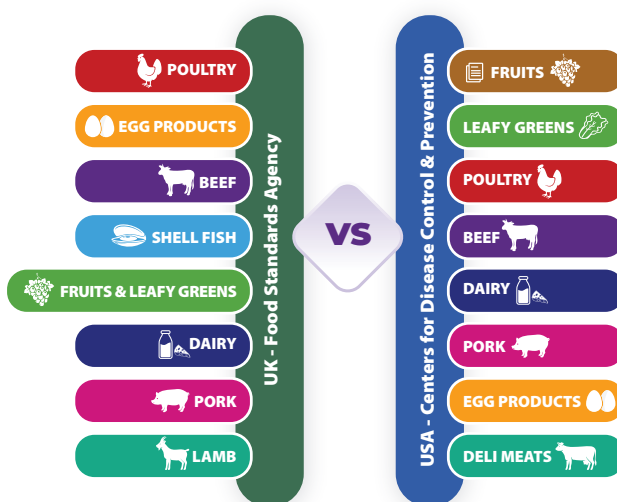 POULTRY
EGG PRODUCTS
BEEF
SHELL FISH
FRUITS & LEAFY GREENS
DAIRY
PORK
LAMB
UK - Food Standards Agency
VS
USA - Centers for Disease Control & Prevention
FRUITS
LEAFY GREENS
POULTRY
BEEF
DAIRY
PORK
EGG PRODUCTS
DELI MEATS